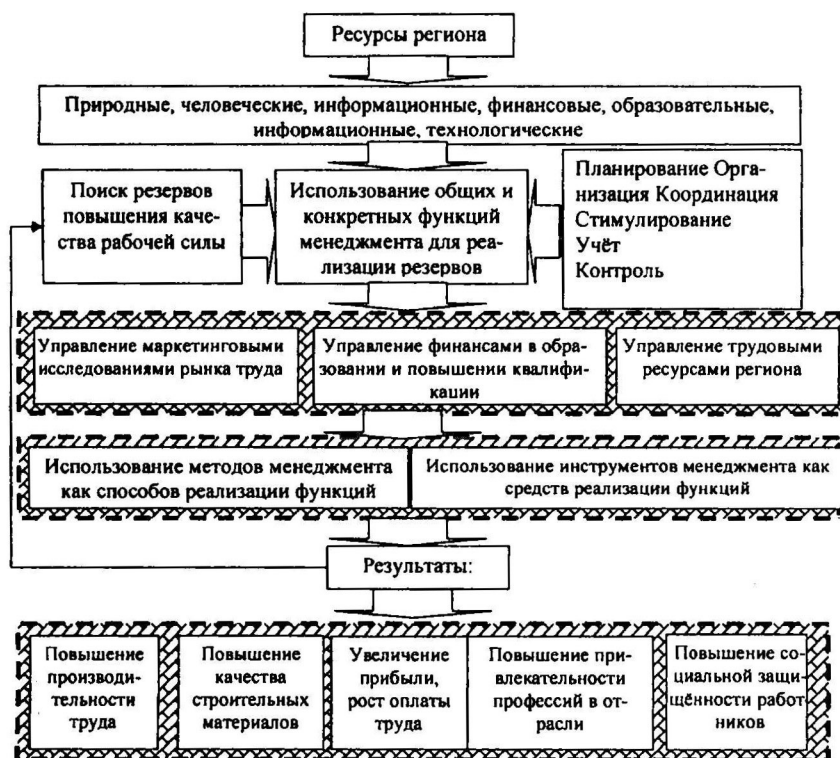 Ресурсы региона
Природные, человеческие, информационные, финансовые, образовательные,
информационные, технологические
Поиск резервов
повышения каче-
ства рабочей силы
Использование общих и
конкретных функций
менеджмента для реа-
лизации резервов
Планирование Орга-
низация Координация
Стимулирование
Учёт
Контроль
Управление маркетинговыми
исследованиями рынка труда
Управление финансами в обра-
зовании и повышении квалифи-
кации
Управление трудовыми
ресурсами региона
Использование методов менеджмента
как способов реализации функций
Использование инструментов менеджмента как
средств реализации функций
Результаты:
Повышение
производи-
тельности
труда
Повышение
качества
строительных
материалов
Увеличение
прибыли,
рост оплаты
труда
Повышение при-
влекательности
профессий в от-
расли
Повышение со-
циальной защи-
щённости работ-
ников